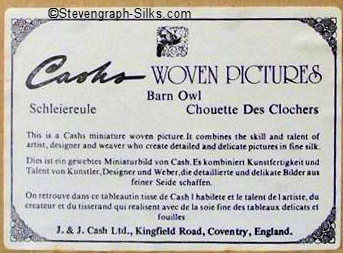 ©Stevengraph-Silks.com
Cashs WOVEN PICTURES
Barn Owl
Schleiereule Chouette Des Clochers
This is a Cashs miniature woven picture.It combines the skill and talent of
artist, designer and weaver who create detailed and delicate pictures in fine silk.
Dies ist ein gewebtes Miniaturbild von Cash.Es kombiniert Kunstfertigkeit und
Talent von Kunstler,Designer und Weber,die detaillierte und delikate Bilder aus
feiner Seide schaffen.
On retrouve dans ce tableautin tisse de Cash l habilete et le talent de l artiste, du
createur et du tisserand qui realisent avec de la soie fine des tableaux delicats et
fouilles
J. & J. Cash Ltd., Kingfield Road, Coventry, England.